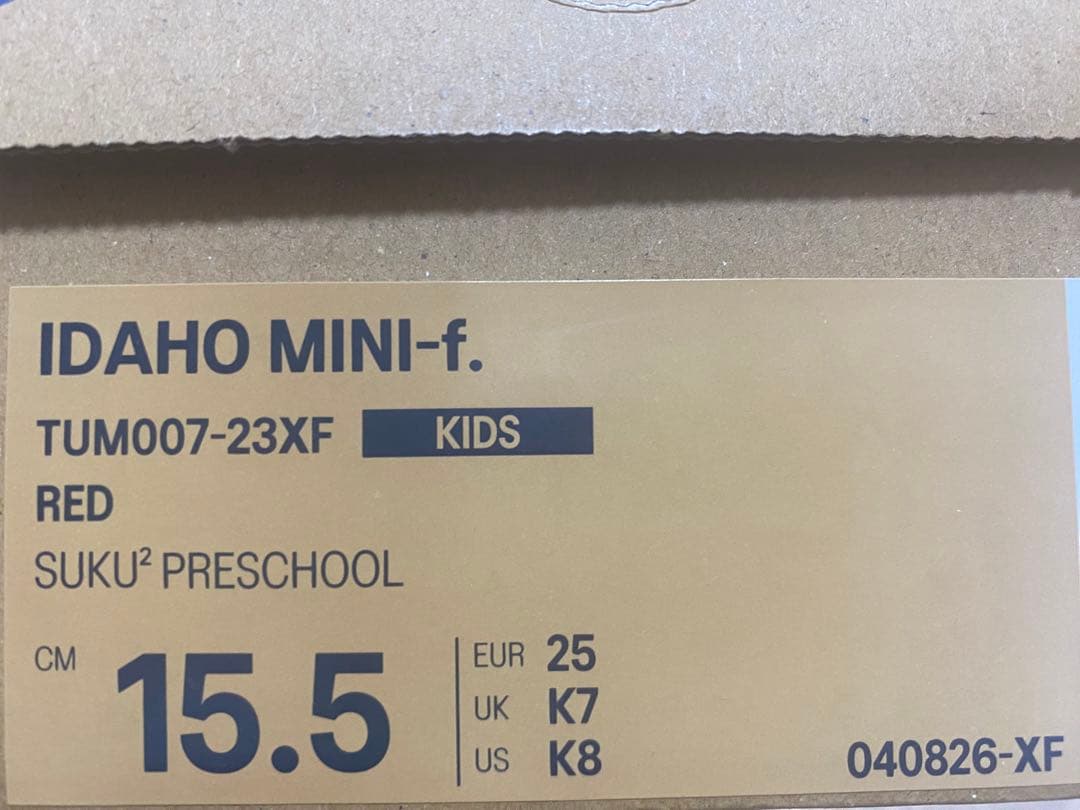 IDAHO MINI-f.
TUM007-23XF KIDS
RED
SUKU² PRESCHOOL
CM 15.5
EUR 25
UK K7
US K8
040826-XF